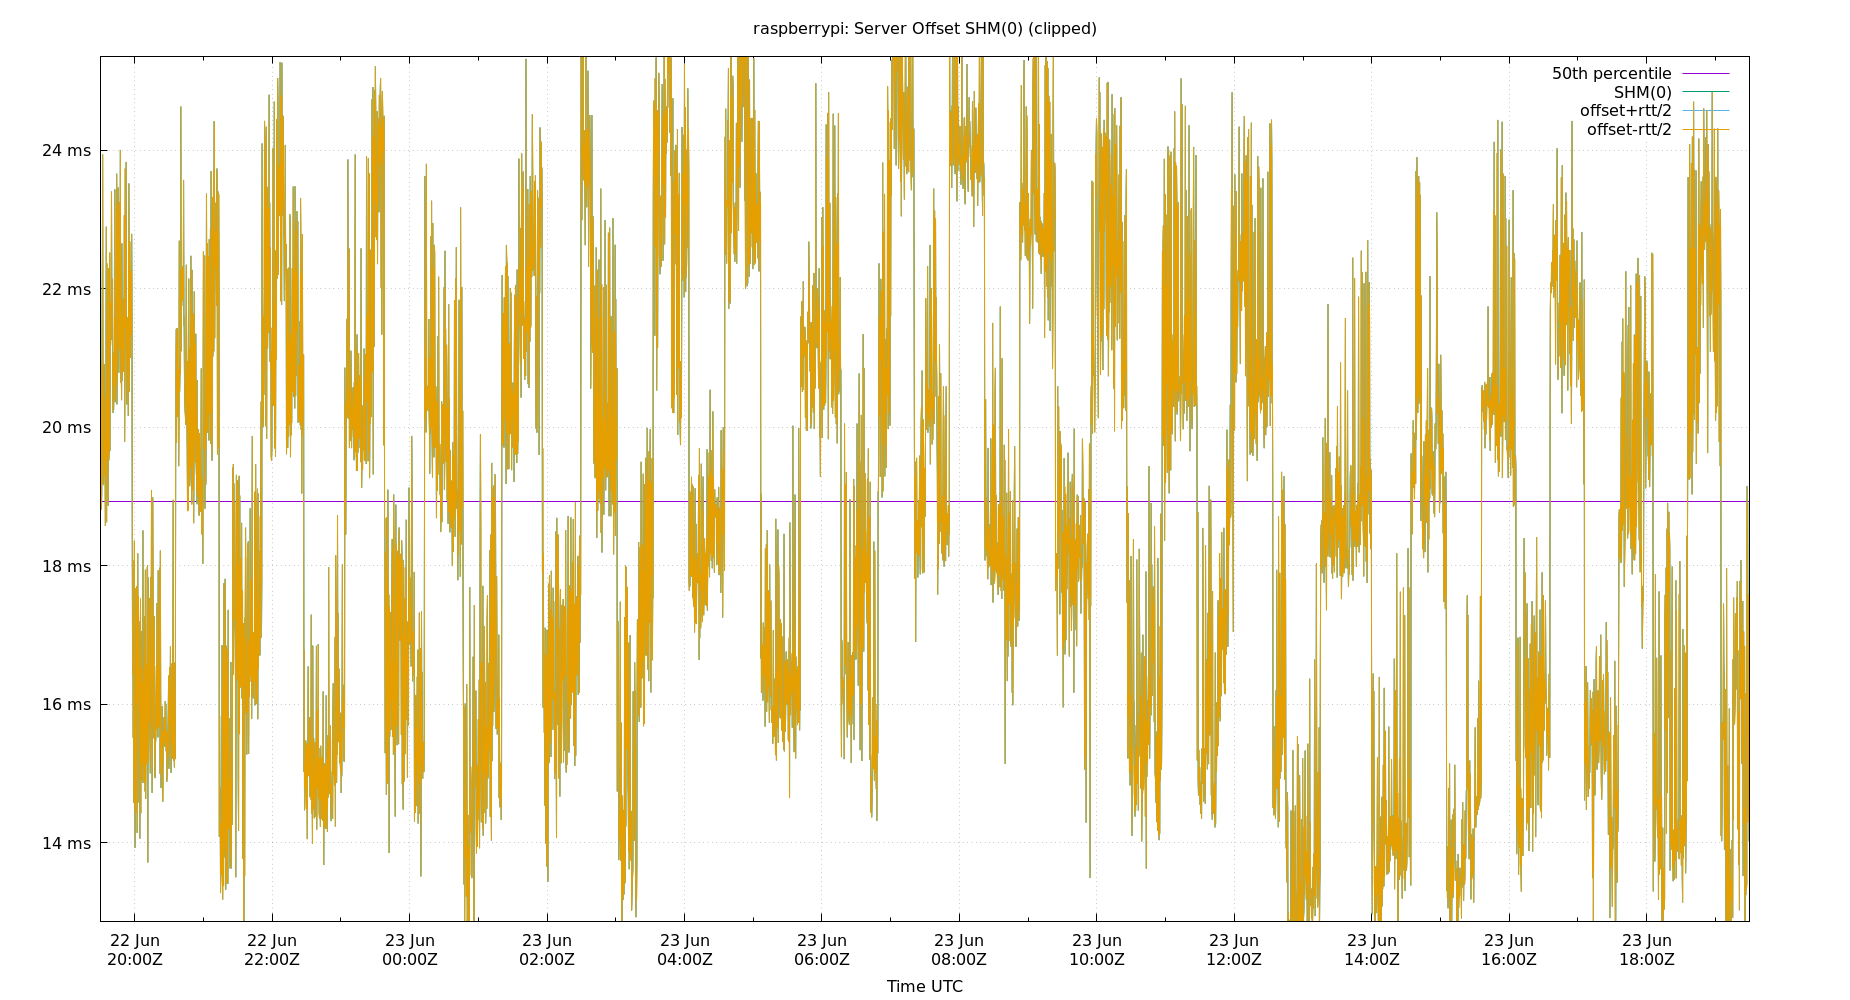 raspberrypi: Server Offset SHM(0) (clipped)
50th percentile
SHM(0)
offset+rtt/2
offset-rtt/2
24 ms
22 ms
20 ms
18 ms
16 ms
14 ms
22 Jun 22 Jun 23 Jun 23 Jun 23 Jun 23 Jun 23 Jun 23 Jun 23 Jun 23 Jun 23 Jun 23 Jun
20:00Z 22:00Z 00:00Z 02:00Z 04:00Z 06:00Z 08:00Z 10:00Z 12:00Z 14:00Z 16:00Z 18:00Z
Time UTC